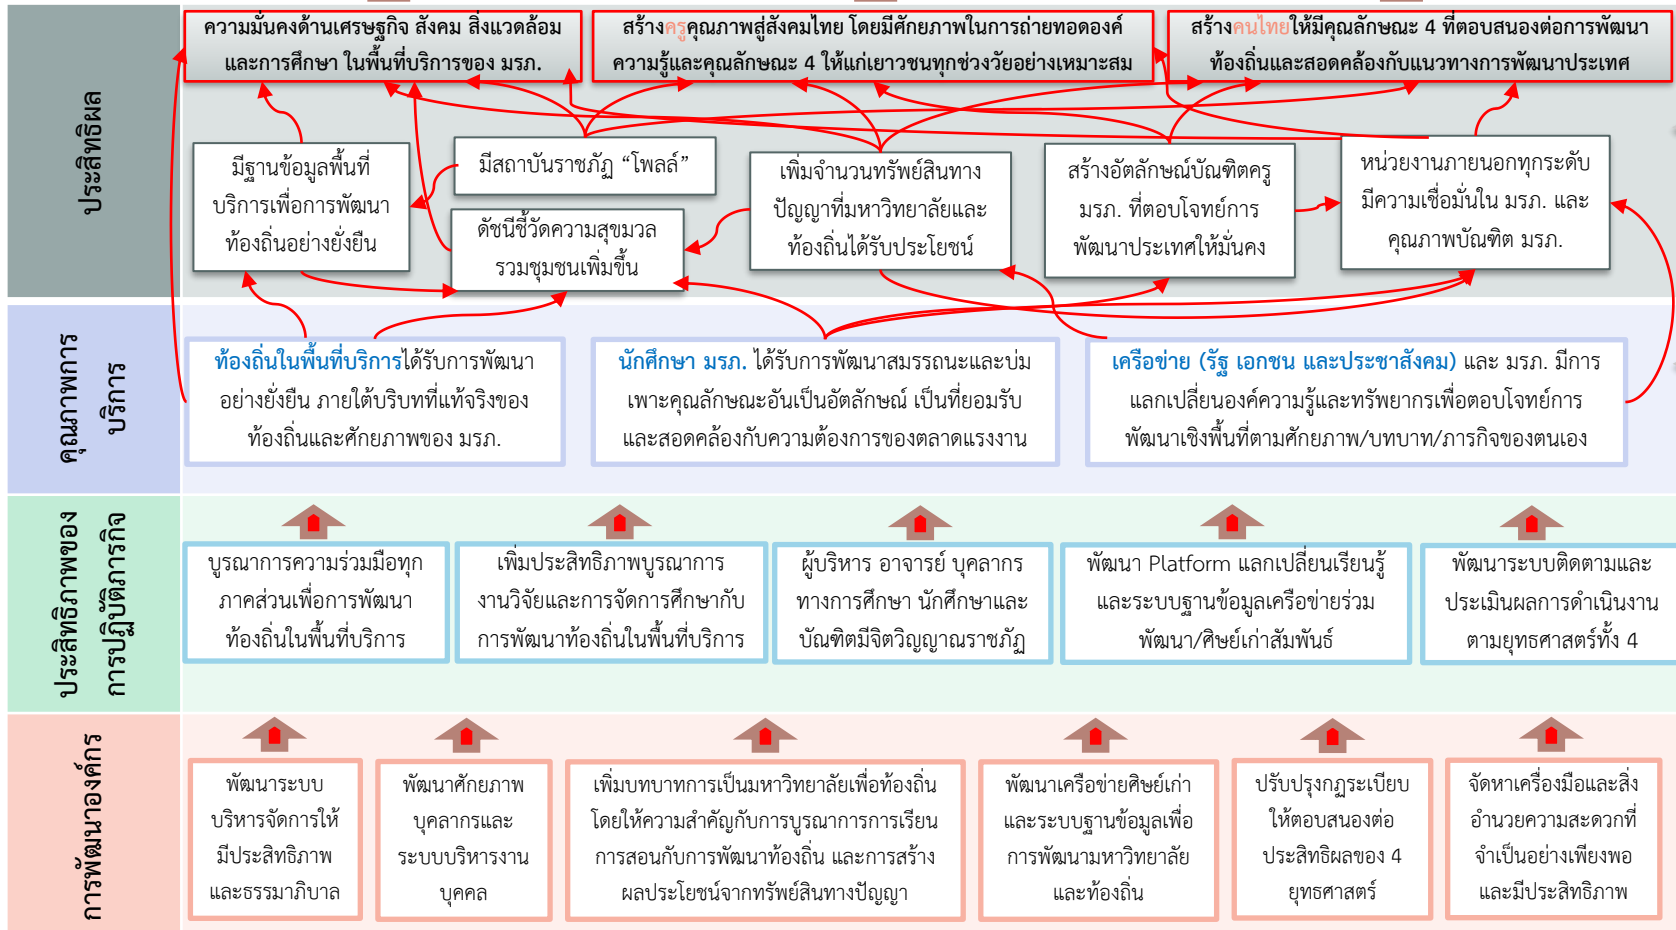 ประสิทธิผล
ความมั่นคงด้านเศรษฐกิจ สังคม สิ่งแวดล้อม
และการศึกษา ในพื้นที่บริการของ มรภ.
สร้างครูคุณภาพสู่สังคมไทย โดยมีศักยภาพในการถ่ายทอดองค์
ความรู้และคุณลักษณะ 4 ให้แก่เยาวชนทุกช่วงวัยอย่างเหมาะสม
สร้างคนไทยให้มีคุณลักษณะ 4 ที่ตอบสนองต่อการพัฒนา
ท้องถิ่นและสอดคล้องกับแนวทางการพัฒนาประเทศ
มีฐานข้อมูลพื้นที่
บริการเพื่อการพัฒนา
ท้องถิ่นอย่างยั่งยืน
มีสถาบันราชภัฏ “โพลล์”
ดัชนีชี้วัดความสุขมวล
รวมชุมชนเพิ่มขึ้น
เพิ่มจำนวนทรัพย์สินทาง
ปัญญาที่มหาวิทยาลัยและ
ท้องถิ่นได้รับประโยชน์
สร้างอัตลักษณ์บัณฑิตครู
มรภ. ที่ตอบโจทย์การ
พัฒนาประเทศให้มั่นคง
หน่วยงานภายนอกทุกระดับ
มีความเชื่อมั่นใน มรภ. และ
คุณภาพบัณฑิต มรภ.
คุณภาพการ
บริการ
ท้องถิ่นในพื้นที่บริการได้รับการพัฒนา
อย่างยั่งยืน ภายใต้บริบทที่แท้จริงของ
ท้องถิ่นและศักยภาพของ มรภ.
นักศึกษา มรภ. ได้รับการพัฒนาสมรรถนะและบ่ม
เพาะคุณลักษณะอันเป็นอัตลักษณ์ เป็นที่ยอมรับ
และสอดคล้องกับความต้องการของตลาดแรงงาน
เครือข่าย (รัฐ เอกชน และประชาสังคม) และ มรภ. มีการ
แลกเปลี่ยนองค์ความรู้และทรัพยากรเพื่อตอบโจทย์การ
พัฒนาเชิงพื้นที่ตามศักยภาพ/บทบาท/ภารกิจของตนเอง
ประสิทธิภาพของ
การปฏิบัติภารกิจ
บูรณาการความร่วมมือทุก
ภาคส่วนเพื่อการพัฒนา
ท้องถิ่นในพื้นที่บริการ
เพิ่มประสิทธิภาพบูรณาการ
งานวิจัยและการจัดการศึกษากับ
การพัฒนาท้องถิ่นในพื้นที่บริการ
ผู้บริหาร อาจารย์ บุคลากร
ทางการศึกษา นักศึกษาและ
บัณฑิตมีจิตวิญญาณราชภัฏ
พัฒนา Platform แลกเปลี่ยนเรียนรู้
และระบบฐานข้อมูลเครือข่ายร่วม
พัฒนา/ศิษย์เก่าสัมพันธ์
พัฒนาระบบติดตามและ
ประเมินผลการดำเนินงาน
ตามยุทธศาสตร์ทั้ง 4
การพัฒนาองค์กร
พัฒนาระบบ
บริหารจัดการให้
มีประสิทธิภาพ
และธรรมาภิบาล
พัฒนาศักยภาพ
บุคลากรและ
ระบบบริหารงาน
บุคคล
เพิ่มบทบาทการเป็นมหาวิทยาลัยเพื่อท้องถิ่น
โดยให้ความสำคัญกับการบูรณาการการเรียน
การสอนกับการพัฒนาท้องถิ่น และการสร้าง
ผลประโยชน์จากทรัพย์สินทางปัญญา
พัฒนาเครือข่ายศิษย์เก่า
และระบบฐานข้อมูลเพื่อ
การพัฒนามหาวิทยาลัย
และท้องถิ่น
ปรับปรุงกฎระเบียบ
ให้ตอบสนองต่อ
ประสิทธิผลของ 4
ยุทธศาสตร์
จัดหาเครื่องมือและสิ่ง
อำนวยความสะดวกที่
จำเป็นอย่างเพียงพอ
และมีประสิทธิภาพ